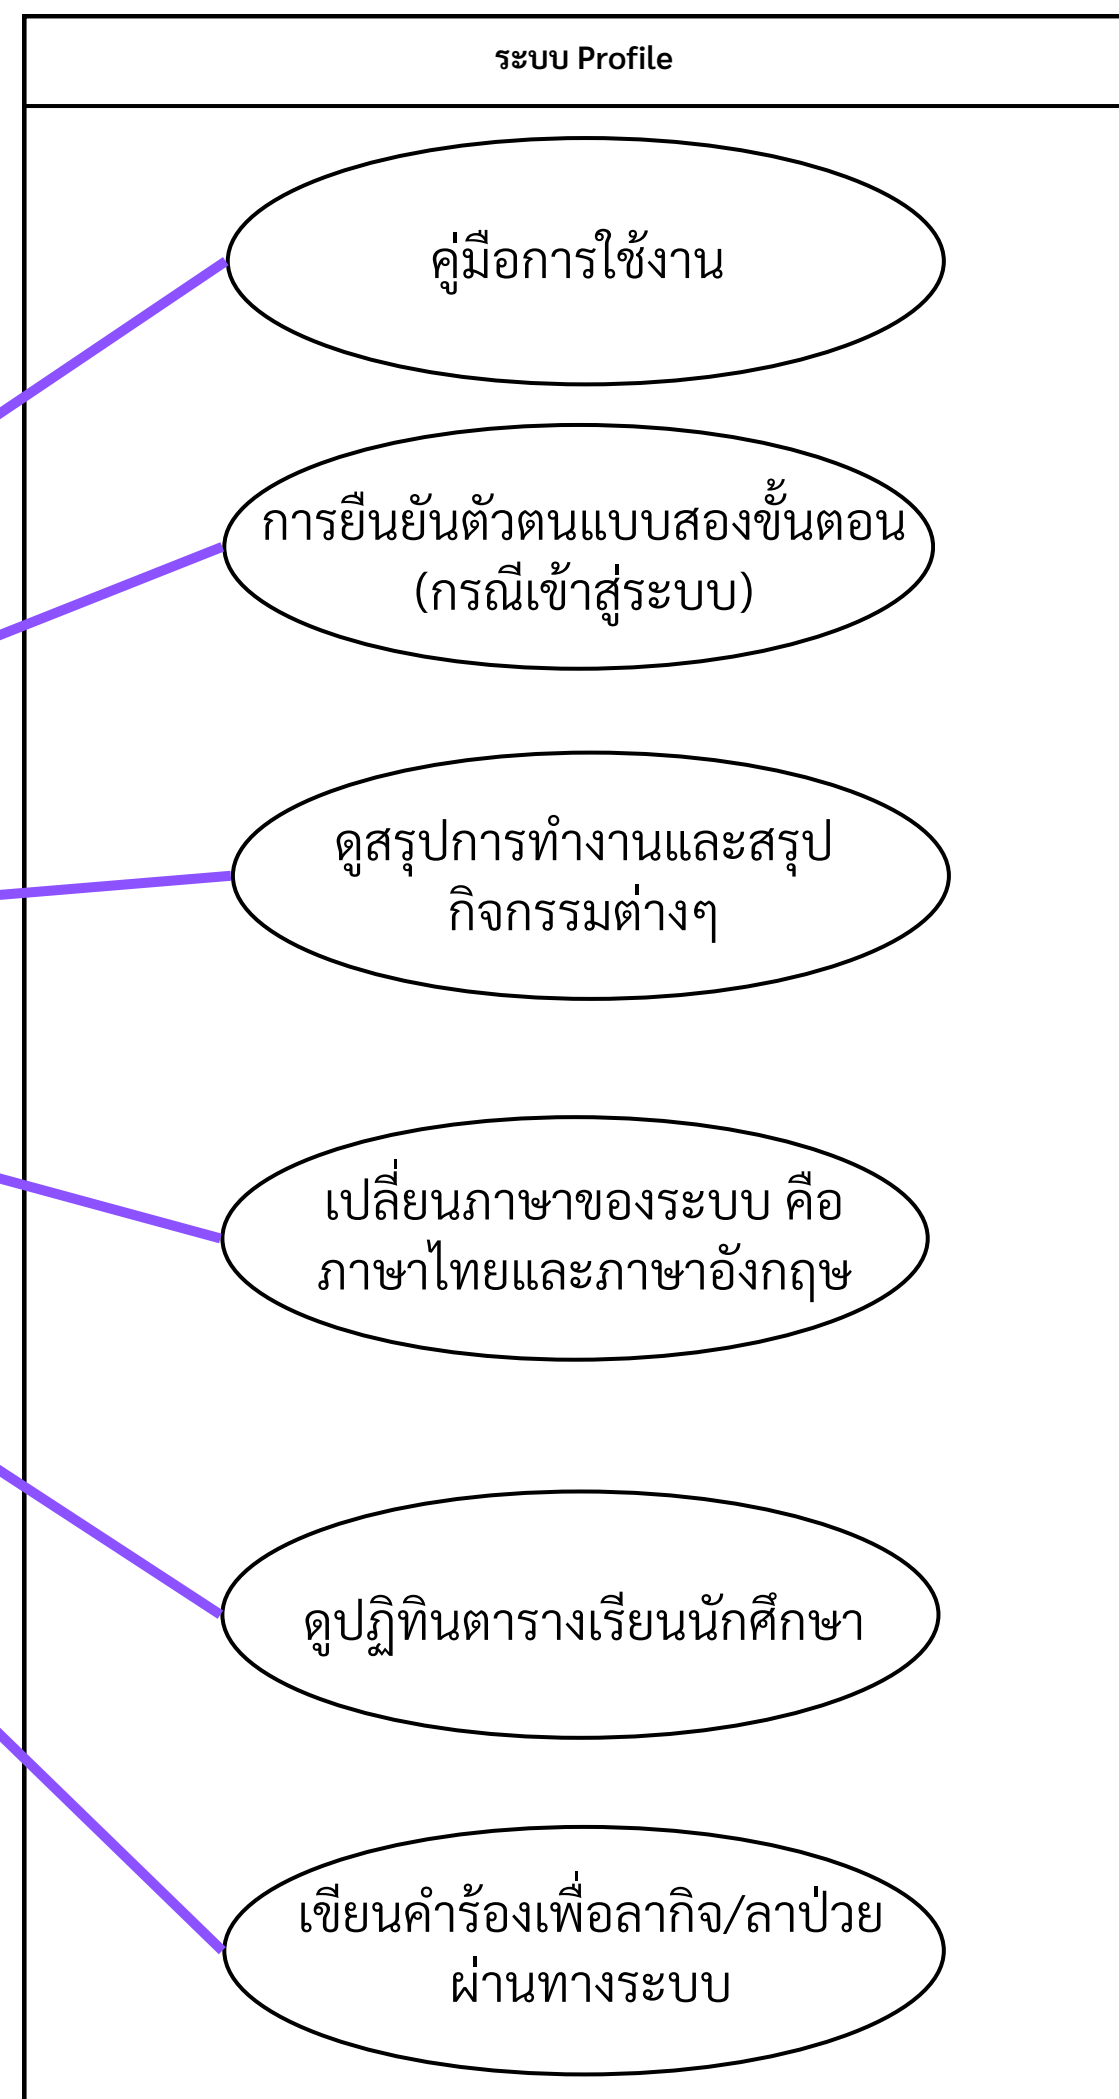 ระบบ Profile
คู่มือการใช้งาน
การยืนยันตัวตนแบบสองขั้นตอน
(กรณีเข้าสู่ระบบ)
ดูสรุปการทำงานและสรุป
กิจกรรมต่างๆ
เปลี่ยนภาษาของระบบ คือ
ภาษาไทยและภาษาอังกฤษ
ดูปฏิทินตารางเรียนนักศึกษา
เขียนคำร้องเพื่อลากิจ/ลาป่วย
ผ่านทางระบบ